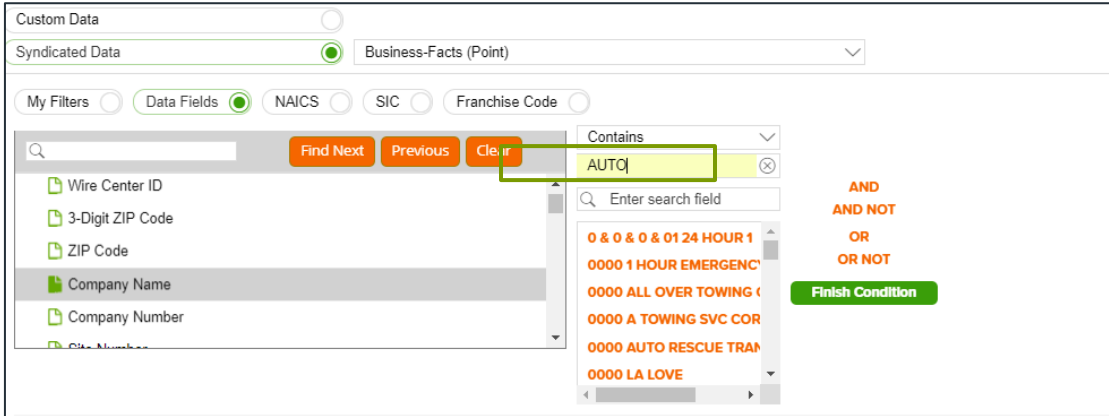 Custom Data
Syndicated Data
Business-Facts (Point)
My Filters
Data Fields
NAICS
SIC
Franchise Code
Find Next
Previous
Clear
Wire Center ID
3-Digit ZIP Code
ZIP Code
Company Name
Company Number
Site Number
Contains
AUTO
Enter search field
0 & 0 & 0 & 01 24 HOUR 1
0000 1 HOUR EMERGENCY
0000 ALL OVER TOWING
0000 A TOWING SVC COR
0000 AUTO RESCUE TRAN
0000 LA LOVE
AND
AND NOT
OR
OR NOT
Finish Condition